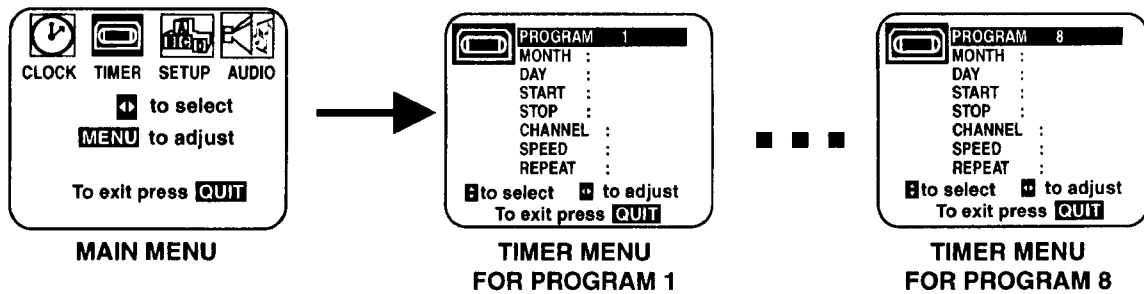 CLOCK TIMER SETUP AUDIO
to select
MENU to adjust
To exit press QUIT
MAIN MENU
PROGRAM 1
MONTH :
DAY :
START :
STOP :
CHANNEL :
SPEED :
REPEAT :
to select to adjust
To exit press QUIT
TIMER MENU
FOR PROGRAM 1
PROGRAM 8
MONTH :
DAY :
START :
STOP :
CHANNEL :
SPEED :
REPEAT :
to select to adjust
To exit press QUIT
TIMER MENU
FOR PROGRAM 8